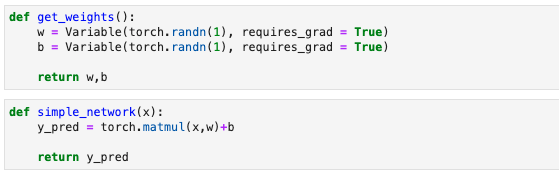 def get_weights():
    w = Variable(torch.randn(1), requires_grad = True)
    b = Variable(torch.randn(1), requires_grad = True)
    return w,b
def simple_network(x):
    y_pred = torch.matmul(x,w)+b
    return y_pred